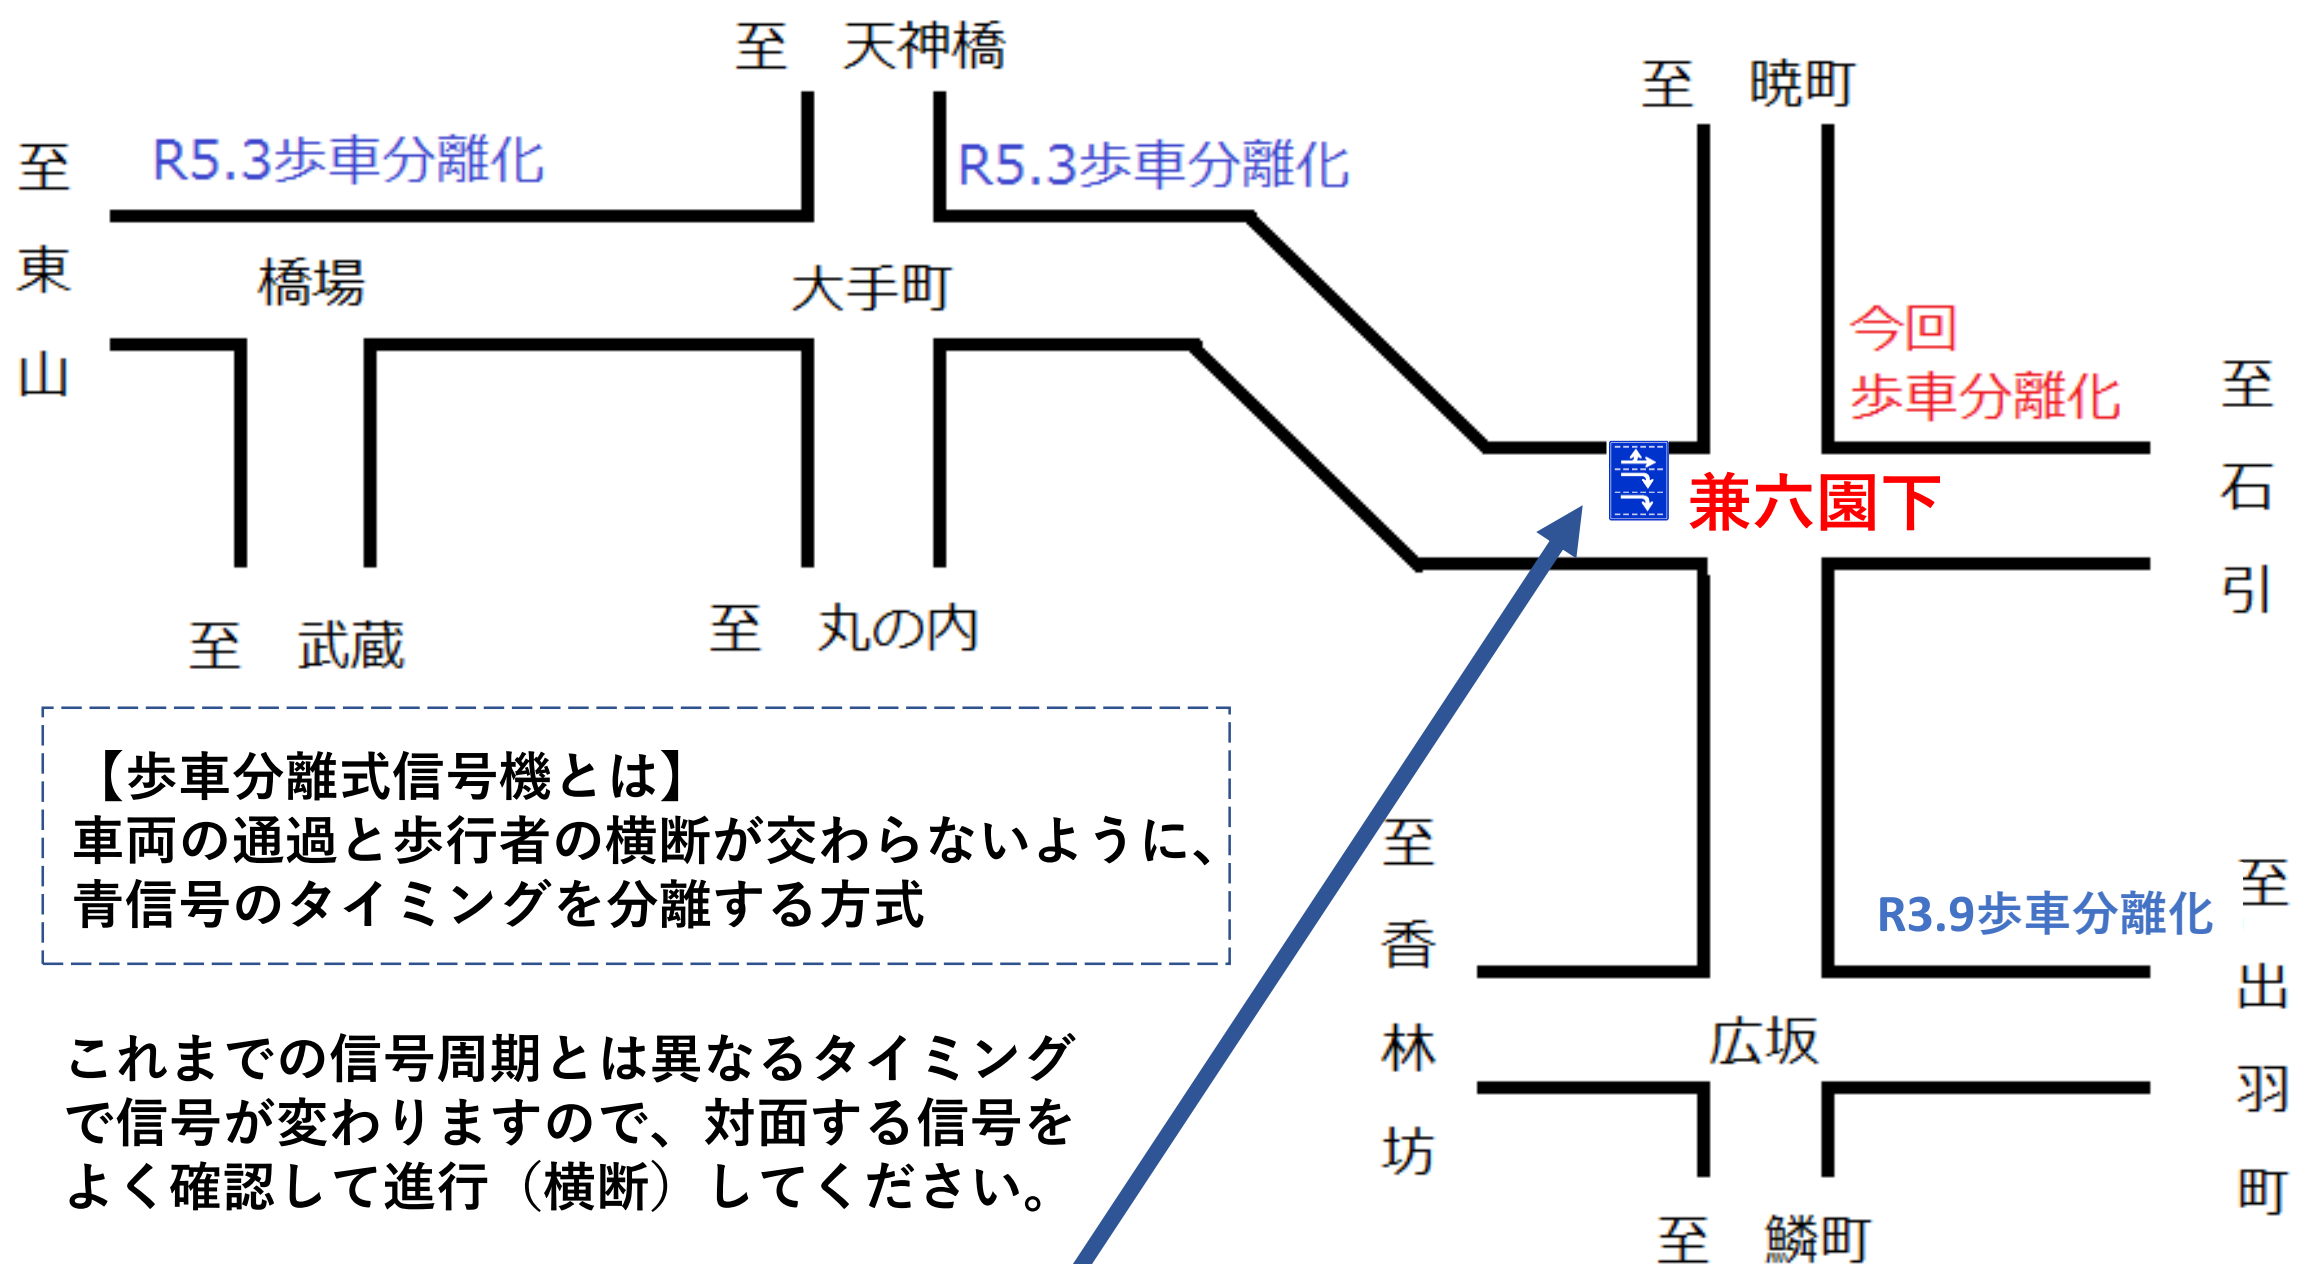 至　天神橋
至　暁町
至東山
R5.3歩車分離化
R5.3歩車分離化
橋場
大手町
今回
歩車分離化
至石引
兼六園下
至　武蔵
至　丸の内
【歩車分離式信号機とは】
車両の通過と歩行者の横断が交わらないように、
青信号のタイミングを分離する方式
至香林坊
R3.9歩車分離化
至出羽町
広坂
これまでの信号周期とは異なるタイミング
で信号が変わりますので、対面する信号を
よく確認して進行（横断）してください。
至　鱗町